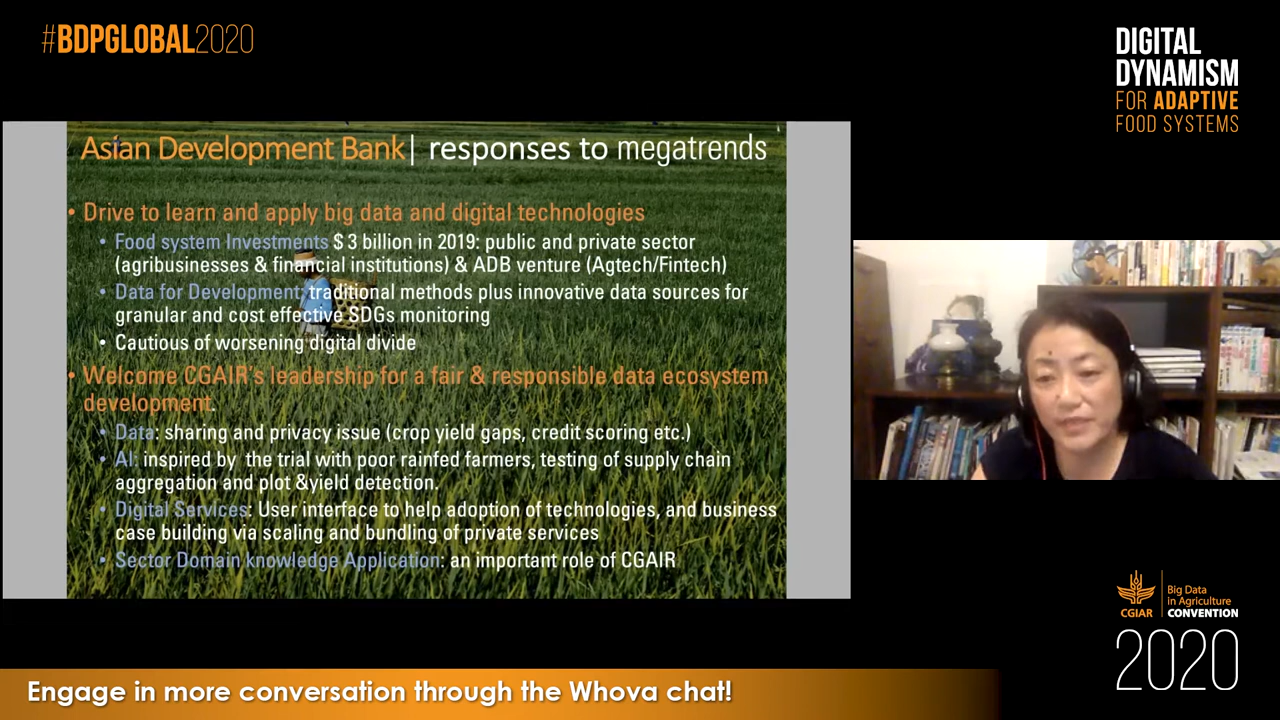 #BDPGLOBAL2020
DIGITAL
DYNAMISM
FOR ADAPTIVE
FOOD SYSTEMS
Asian Development Bank| responses to megatrends
• Drive to learn and apply big data and digital technologies
• Food system Investments $ 3 billion in 2019: public and private sector
(agribusinesses & financial institutions) & ADB venture (Agtech/Fintech)
• Data for Development: traditional methods plus innovative data sources for
granular and cost effective SDGs monitoring
• Cautious of worsening digital divide
• Welcome CGAIR's leadership for a fair & responsible data ecosystem
development.
• Data: sharing and privacy issue (crop yield gaps, credit scoring etc.)
• AI: inspired by the trial with poor rainfed farmers, testing of supply chain
aggregation and plot &yield detection.
• Digital Services: User interface to help adoption of technologies, and business
case building via scaling and bundling of private services
• Sector Domain knowledge Application: an important role of CGAIR
CGIAR
Big Data
in Agriculture
CONVENTION
2020
Engage in more conversation through the Whova chat!